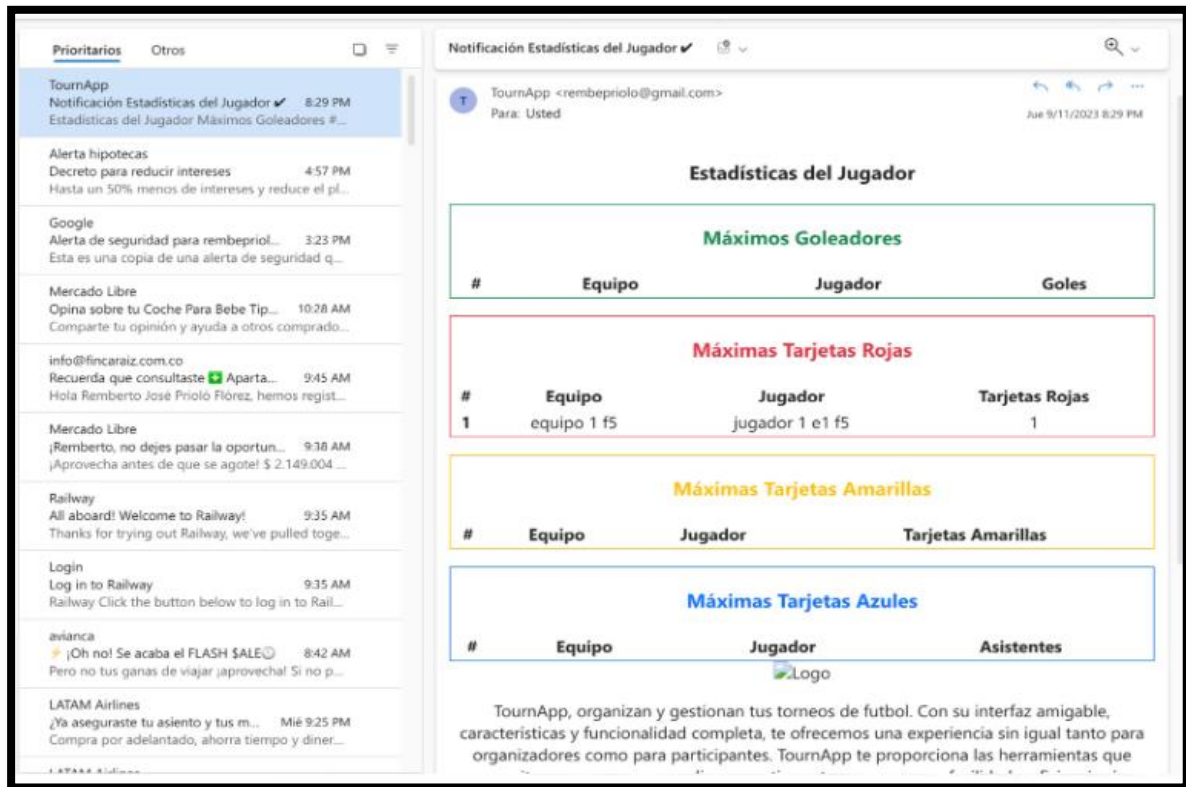 Prioritarios Otros
TournApp
Notificación Estadísticas del Jugador ✔ 8:29 PM
Estadísticas del Jugador Máximos Goleadores #...
Alerta hipotecas
Decreto para reducir intereses 4:57 PM
Hasta un 50% menos de intereses y reduce el pl...
Google
Alerta de seguridad para rembepriol... 3:23 PM
Esta es una copia de una alerta de seguridad q...
Mercado Libre
Opina sobre tu Coche Para Bebe Tip... 10:28 AM
Comparte tu opinión y ayuda a otros comprado...
info@fincaraiz.com.co
Recuerda que consultaste ➕ Aparta... 9:45 AM
Hola Remberto José Prioló Flórez, hemos regist...
Mercado Libre
¡Remberto, no dejes pasar la oportun... 9:38 AM
¡Aprovecha antes de que se agote! $ 2.149.004 ...
Railway
All aboard! Welcome to Railway! 9:35 AM
Thanks for trying out Railway, we've pulled toge...
Login
Log in to Railway 9:35 AM
Railway Click the button below to log in to Rail...
avianca
⚡ ¡Oh no! Se acaba el FLASH $ALE🕒 8:42 AM
Pero no tus ganas de viajar ¡aprovecha! Si no p...
LATAM Airlines
¿Ya aseguraste tu asiento y tus m... Mié 9:25 PM
Compra por adelantado, ahorra tiempo y diner...
LATAM Airlines
Notificación Estadísticas del Jugador ✔
T
TournApp <rembepriolo@gmail.com>
Para: Usted
Jue 9/11/2023 8:29 PM
Estadísticas del Jugador
Máximos Goleadores
# Equipo Jugador Goles
Máximas Tarjetas Rojas
# Equipo Jugador Tarjetas Rojas
1 equipo 1 f5 jugador 1 e1 f5 1
Máximas Tarjetas Amarillas
# Equipo Jugador Tarjetas Amarillas
Máximas Tarjetas Azules
# Equipo Jugador Asistentes
Logo
TournApp, organizan y gestionan tus torneos de futbol. Con su interfaz amigable,
características y funcionalidad completa, te ofrecemos una experiencia sin igual tanto para
organizadores como para participantes. TournApp te proporciona las herramientas que